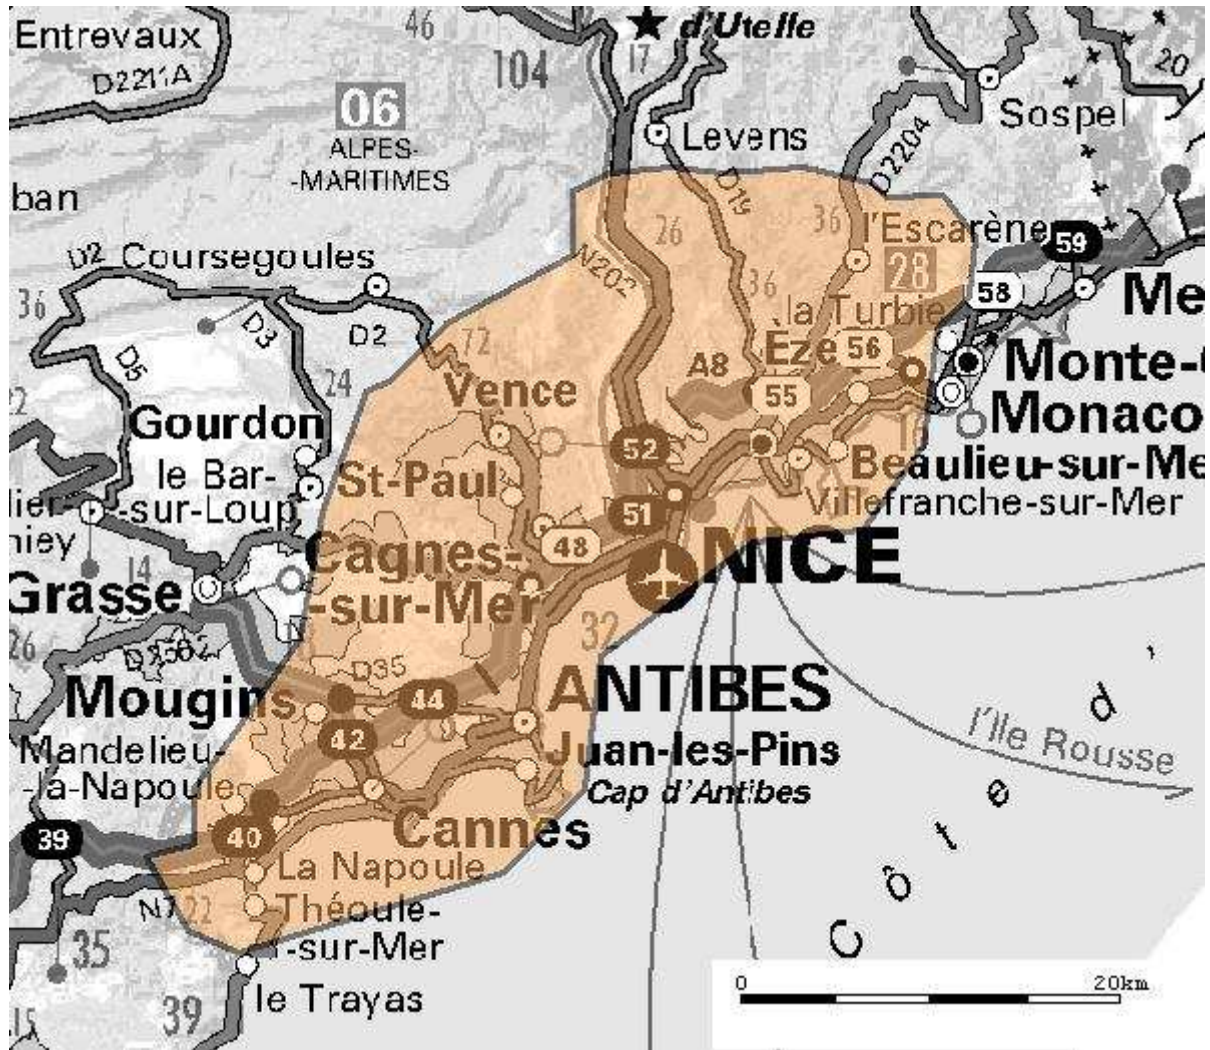 46
Entrevaux
D2211A
104
17
d'Utelle
20
06
ALPES-
-MARITIMES
Levens
Sospel
D2204
ban
D19
26
36
l'Escarène
59
D2
Coursegoules
N202
28
58
36
D3
D2
36
la Turbie
Me
72
Èze
56
A8
Monte-
D5
24
Vence
55
Monaco
Gourdon
52
16
le Bar-
-sur-Loup
St-Paul
Beaulieu-sur-Me
Villefranche-sur-Mer
51
48
NICE
14
Cagnes-
-sur-Mer
Grasse
32
26
D35
Mougins
44
ANTIBES
42
Mandelieu-
-la-Napoule
Juan-les-Pins
Cap d'Antibes
l'Ile Rousse
39
40
Cannes
La Napoule
N7
22
Théoule-
-sur-Mer
35
le Trayas
39
15
Côte d'
0
20km